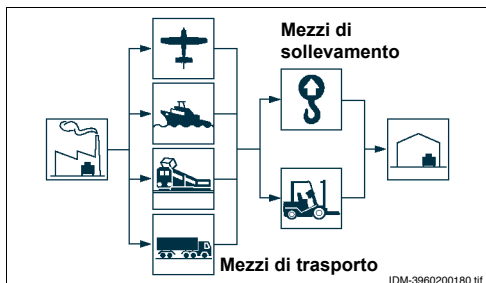 Mezzi di
sollevamento
Mezzi di trasporto
IDM-3960200180.tif